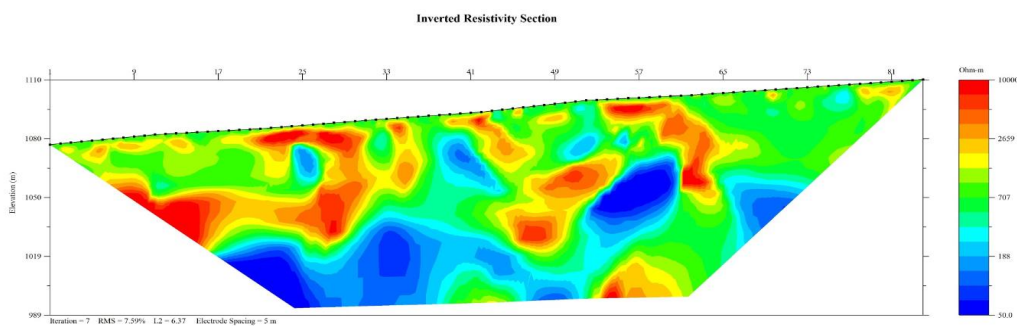 Inverted Resistivity Section
Ohm-m
1 9 17 25 33 41 49 57 65 73 81
1110
1080
1050
1019
989
Elevation (m)
10000
2659
707
188
50.0
Iteration = 7 RMS = 7.59% L2 = 6.37 Electrode Spacing = 5 m